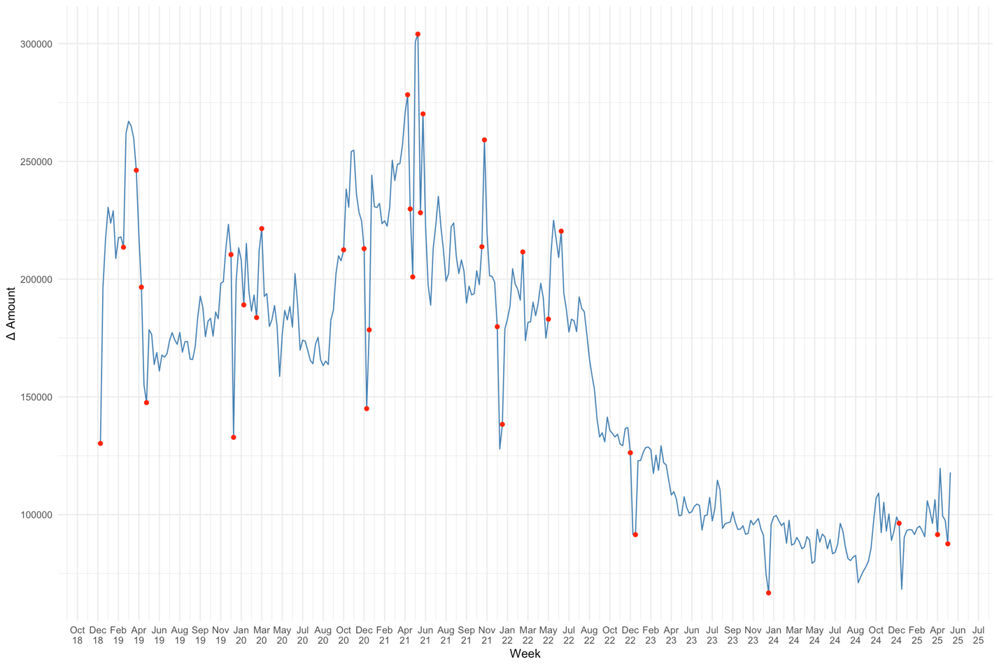 Δ Amount
300000
250000
200000
150000
100000
Oct Dec Feb Apr Jun Aug Sep Nov Jan Mar May Jul Aug Oct Dec Feb Apr Jun Aug Sep Nov Jan Mar May Jul Aug Oct Dec Feb Apr Jun Jul Sep Nov Jan Mar May Jul Aug Oct Dec Feb Apr Jun Jul
18 18 19 19 19 19 19 19 20 20 20 20 20 20 20 21 21 21 21 21 21 22 22 22 22 22 22 22 23 23 23 23 23 23 24 24 24 24 24 24 24 25 25 25 25
Week